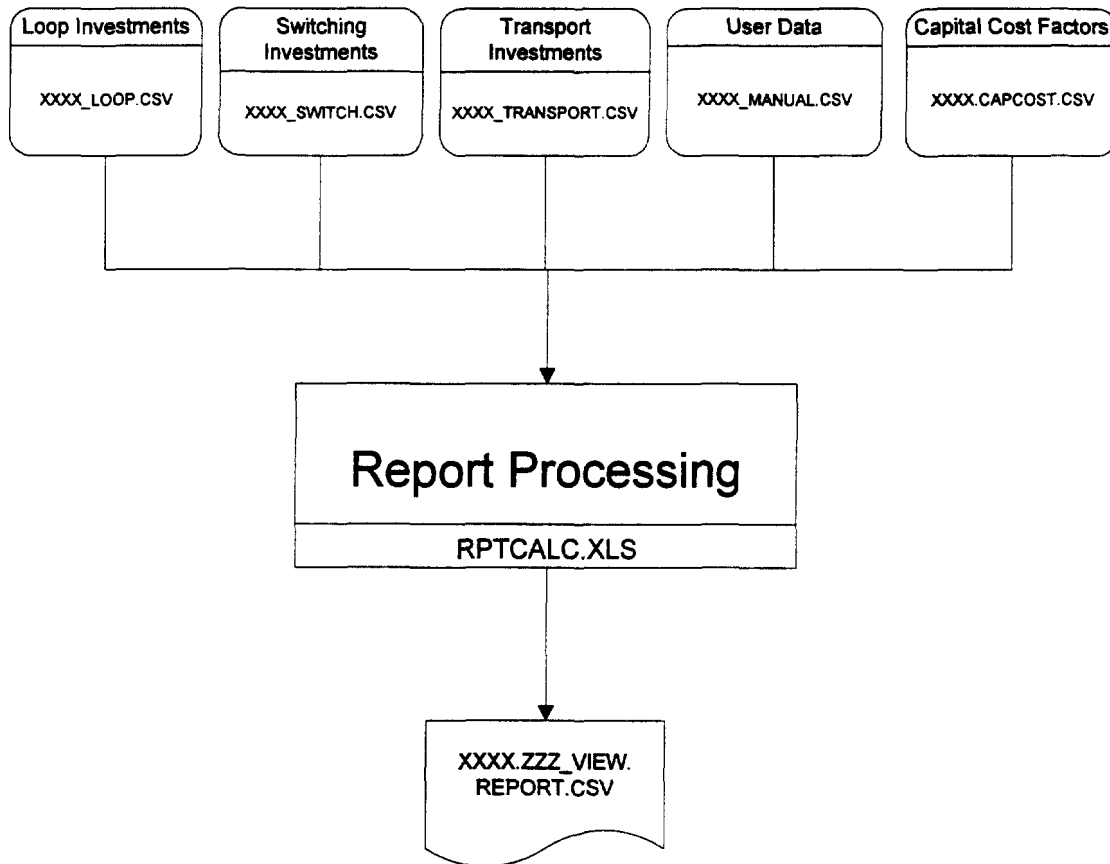 Loop Investments
XXXX_LOOP.CSV
Switching
Investments
XXXX_SWITCH.CSV
Transport
Investments
XXXX_TRANSPORT.CSV
User Data
XXXX_MANUAL.CSV
Capital Cost Factors
XXXX.CAPCOST.CSV
Report Processing
RPTCALC.XLS
XXXX.ZZZ_VIEW.
REPORT.CSV